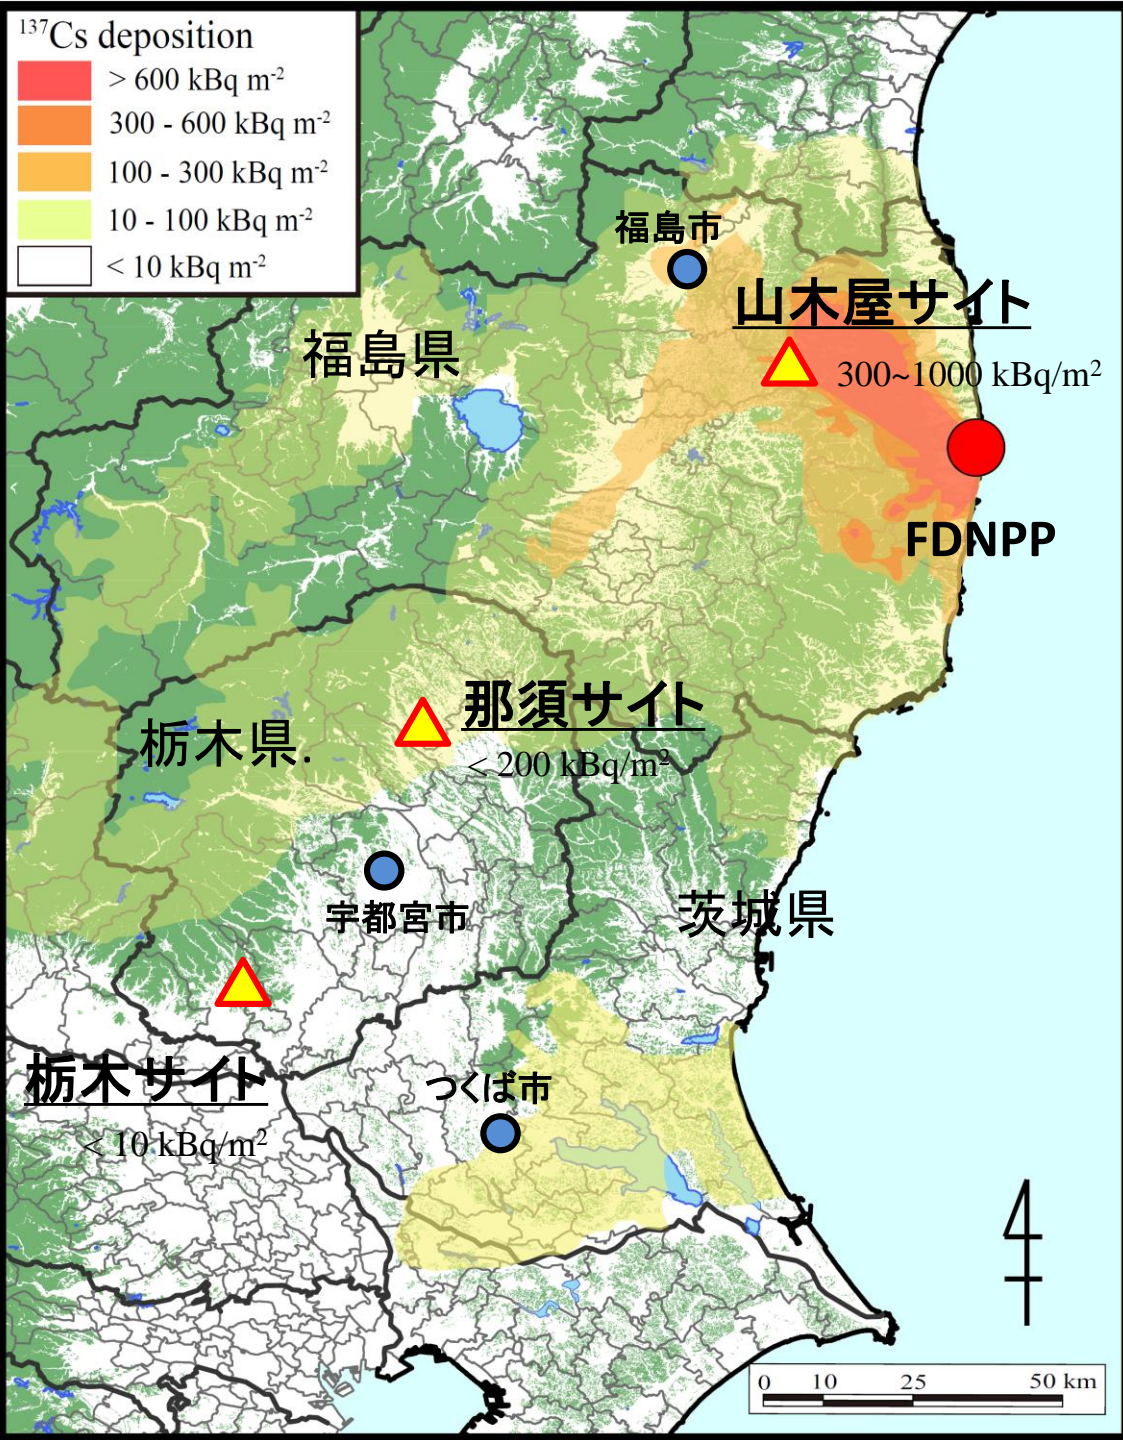 ¹³⁷Cs deposition
> 600 kBq m⁻²
300 - 600 kBq m⁻²
100 - 300 kBq m⁻²
10 - 100 kBq m⁻²
< 10 kBq m⁻²
福島市
山木屋サイト
福島県
300~1000 kBq/m²
FDNPP
那須サイト
栃木県.
< 200 kBq/m²
茨城県
宇都宮市
栃木サイト
つくば市
< 10 kBq/m²
0 10 25 50 km